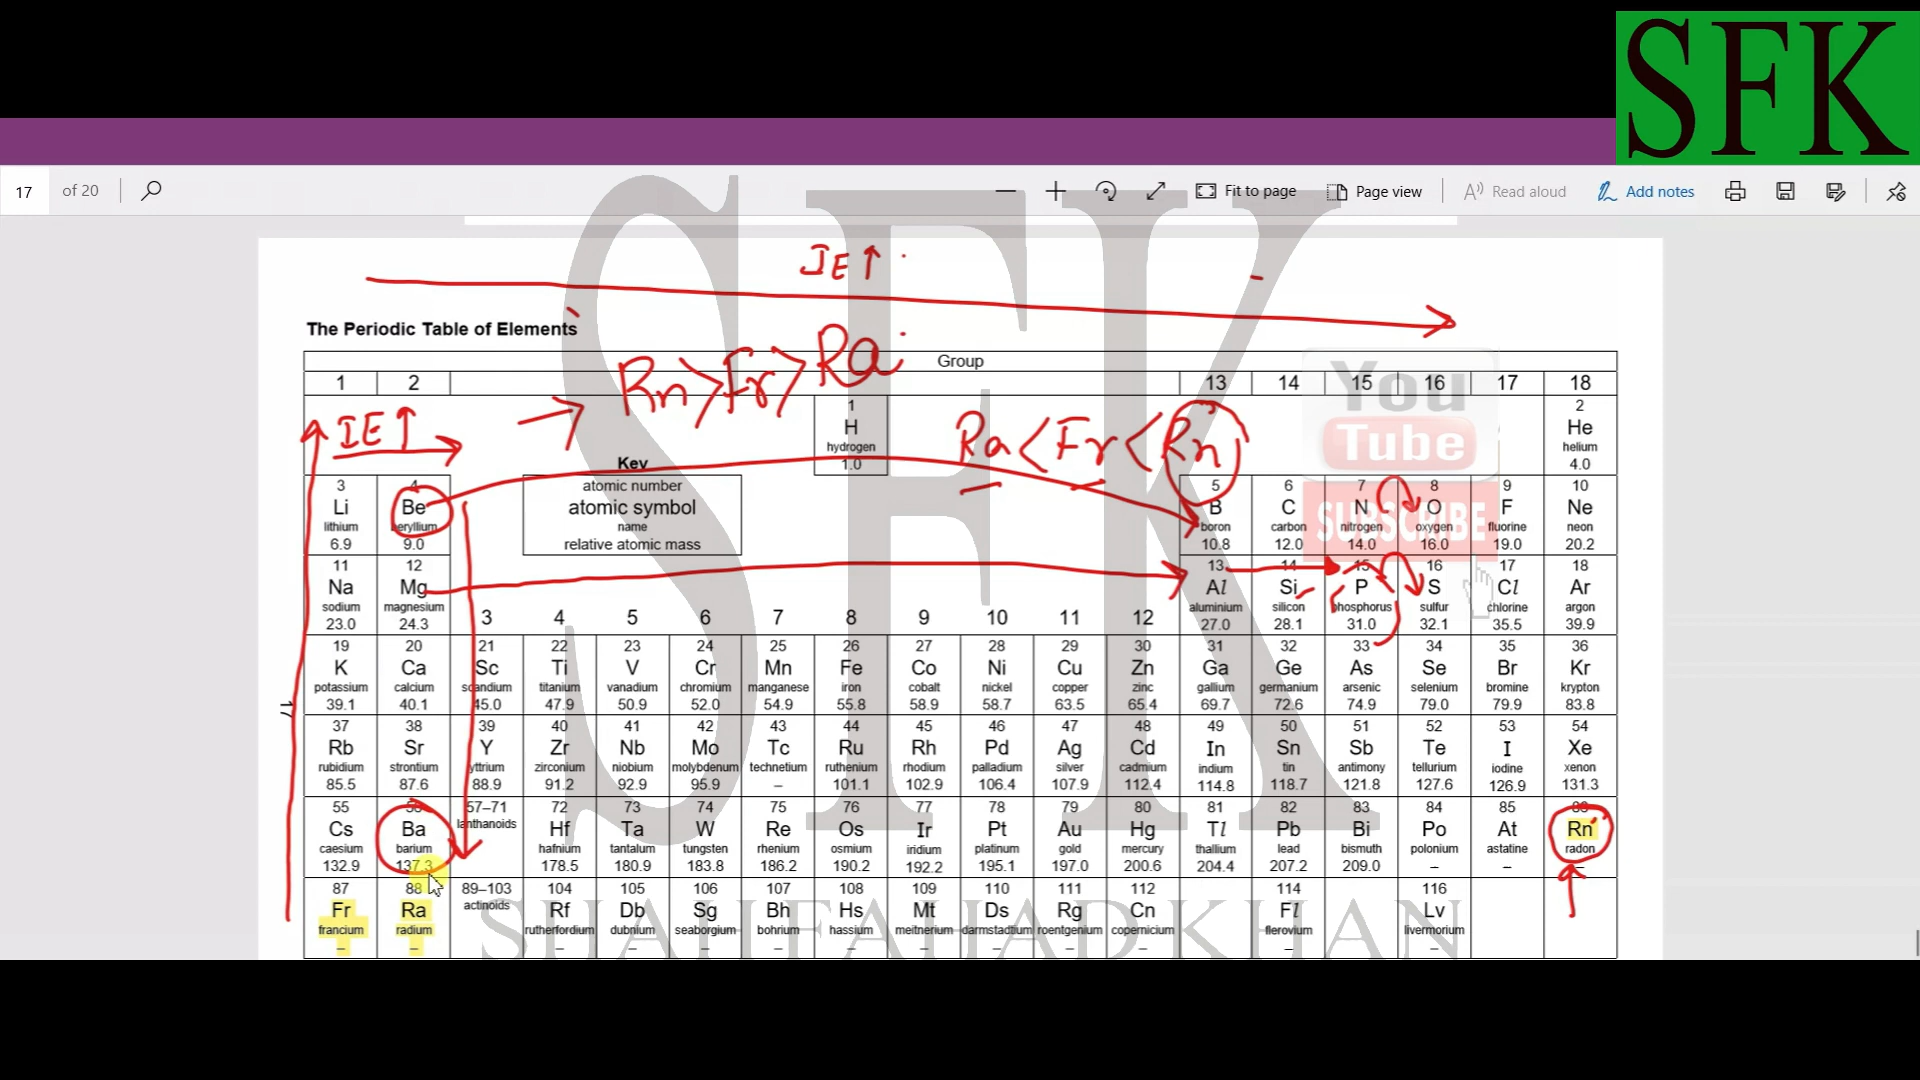 SFK
17 of 20 Fit to page Page view Read aloud Add notes
IE↑
The Periodic Table of Elements
Rn>Fr>Ra
Group
1 2 13 14 15 16 17 18
IE↑
Ra<Fr<Rn
You
Tube
SUBSCRIBE
1 2
H He
hydrogen helium
Key 1.0 4.0
3 4 atomic number 5 6 7 8 9 10
Li Be atomic symbol B C N O F Ne
lithium beryllium name boron carbon nitrogen oxygen fluorine neon
6.9 9.0 relative atomic mass 10.8 12.0 14.0 16.0 19.0 20.2
11 12 13 14 15 16 17 18
Na Mg Al Si P S Cl Ar
sodium magnesium 3 4 5 6 7 8 9 10 11 12 aluminium silicon phosphorus sulfur chlorine argon
23.0 24.3 27.0 28.1 31.0 32.1 35.5 39.9
19 20 21 22 23 24 25 26 27 28 29 30 31 32 33 34 35 36
K Ca Sc Ti V Cr Mn Fe Co Ni Cu Zn Ga Ge As Se Br Kr
potassium calcium scandium titanium vanadium chromium manganese iron cobalt nickel copper zinc gallium germanium arsenic selenium bromine krypton
17
39.1 40.1 45.0 47.9 50.9 52.0 54.9 55.8 58.9 58.7 63.5 65.4 69.7 72.6 74.9 79.0 79.9 83.8
37 38 39 40 41 42 43 44 45 46 47 48 49 50 51 52 53 54
Rb Sr Y Zr Nb Mo Tc Ru Rh Pd Ag Cd In Sn Sb Te I Xe
rubidium strontium yttrium zirconium niobium molybdenum technetium ruthenium rhodium palladium silver cadmium indium tin antimony tellurium iodine xenon
85.5 87.6 88.9 91.2 92.9 95.9 – 101.1 102.9 106.4 107.9 112.4 114.8 118.7 121.8 127.6 126.9 131.3
55 56 57–71 72 73 74 75 76 77 78 79 80 81 82 83 84 85 86
Cs Ba lanthanoids Hf Ta W Re Os Ir Pt Au Hg Tl Pb Bi Po At Rn
caesium barium hafnium tantalum tungsten rhenium osmium iridium platinum gold mercury thallium lead bismuth polonium astatine radon
132.9 137.3 178.5 180.9 183.8 186.2 190.2 192.2 195.1 197.0 200.6 204.4 207.2 209.0 – – –
87 88 89–103 104 105 106 107 108 109 110 111 112 114 116
Fr Ra actinoids Rf Db Sg Bh Hs Mt Ds Rg Cn Fl Lv
francium radium rutherfordium dubnium seaborgium bohrium hassium meitnerium darmstadtium roentgenium copernicium flerovium livermorium
– – – – – – – – – – – – –
SFK
SHAH FAHAD KHAN